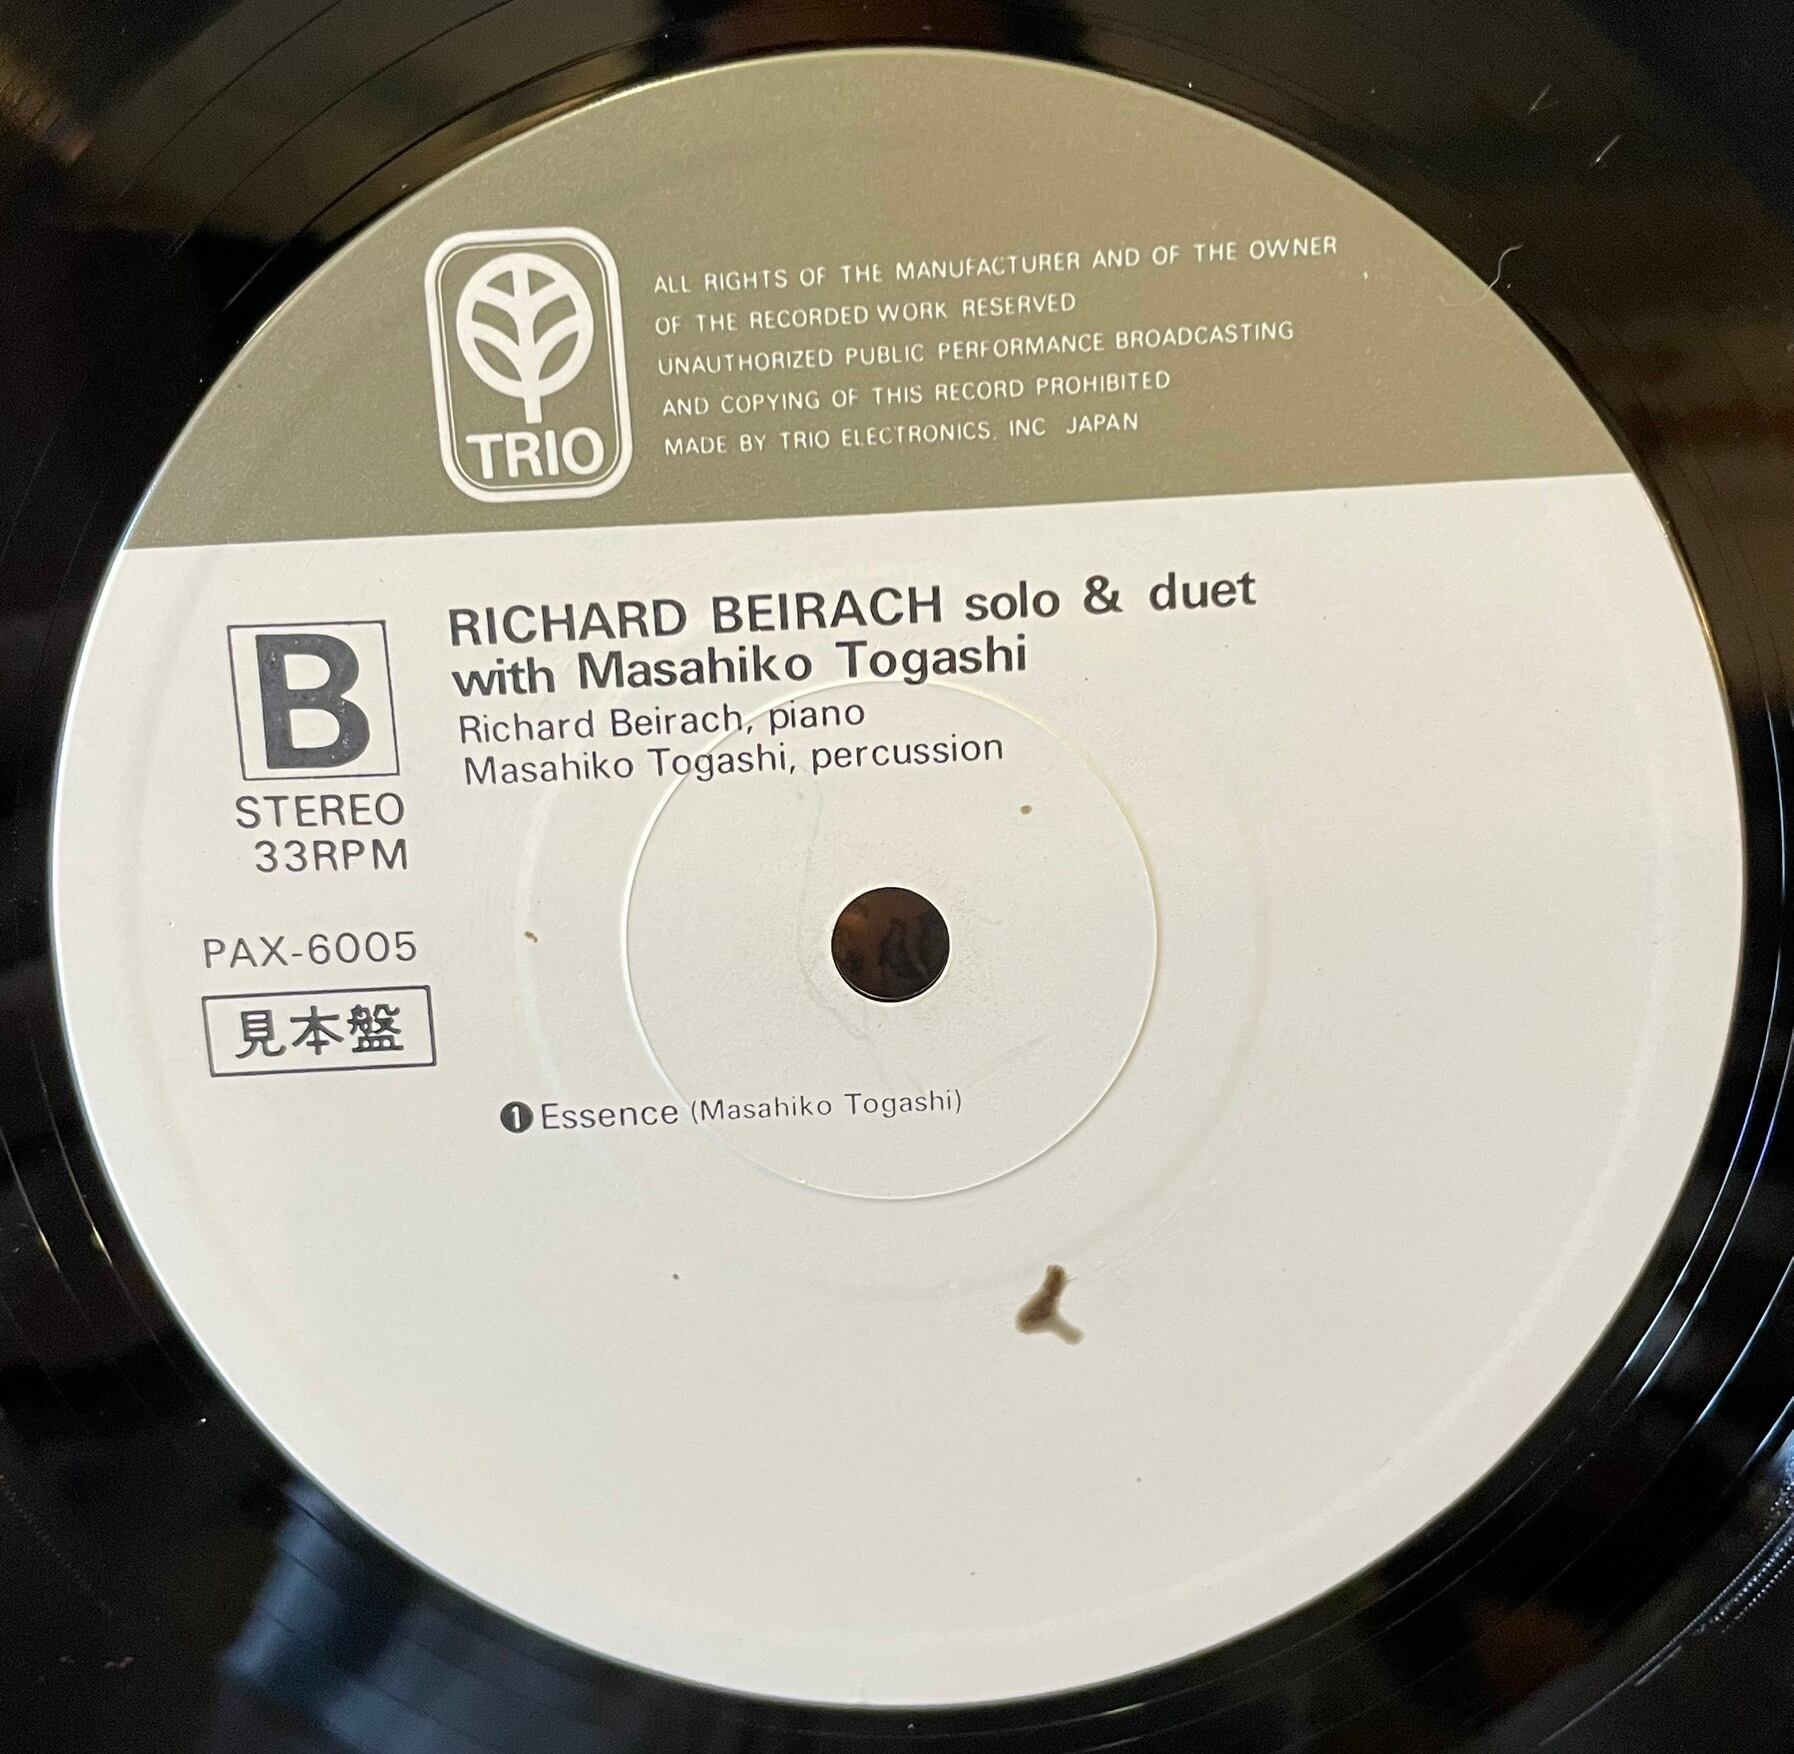 TRIO
ALL RIGHTS OF THE MANUFACTURER AND OF THE OWNER
OF THE RECORDED WORK RESERVED
UNAUTHORIZED PUBLIC PERFORMANCE BROADCASTING
AND COPYING OF THIS RECORD PROHIBITED
MADE BY TRIO ELECTRONICS, INC JAPAN
RICHARD BEIRACH solo & duet
with Masahiko Togashi
Richard Beirach, piano
Masahiko Togashi, percussion
B
STEREO
33RPM
PAX-6005
見本盤
❶ Essence (Masahiko Togashi)